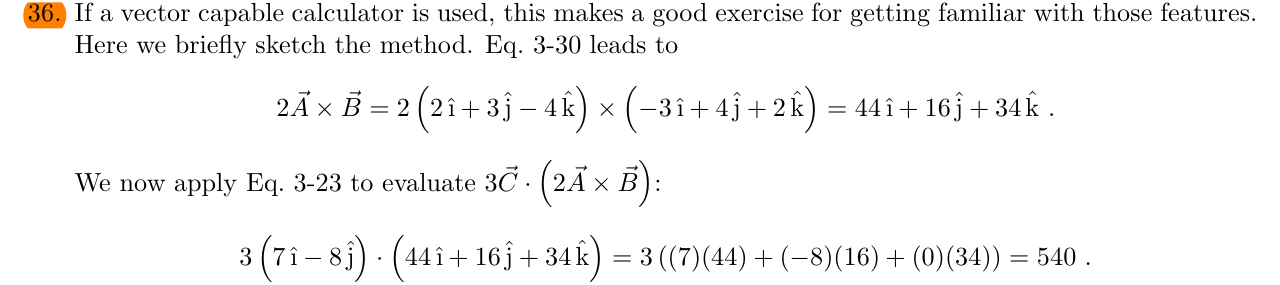 36. If a vector capable calculator is used, this makes a good exercise for getting familiar with those features.
Here we briefly sketch the method. Eq. 3-30 leads to
2A⃗ × B⃗ = 2 (2 î + 3 ĵ − 4 k̂) × (−3 î + 4 ĵ + 2 k̂) = 44 î + 16 ĵ + 34 k̂ .
We now apply Eq. 3-23 to evaluate 3C⃗ · (2A⃗ × B⃗):
3 (7 î − 8 ĵ) · (44 î + 16 ĵ + 34 k̂) = 3 ((7)(44) + (−8)(16) + (0)(34)) = 540 .